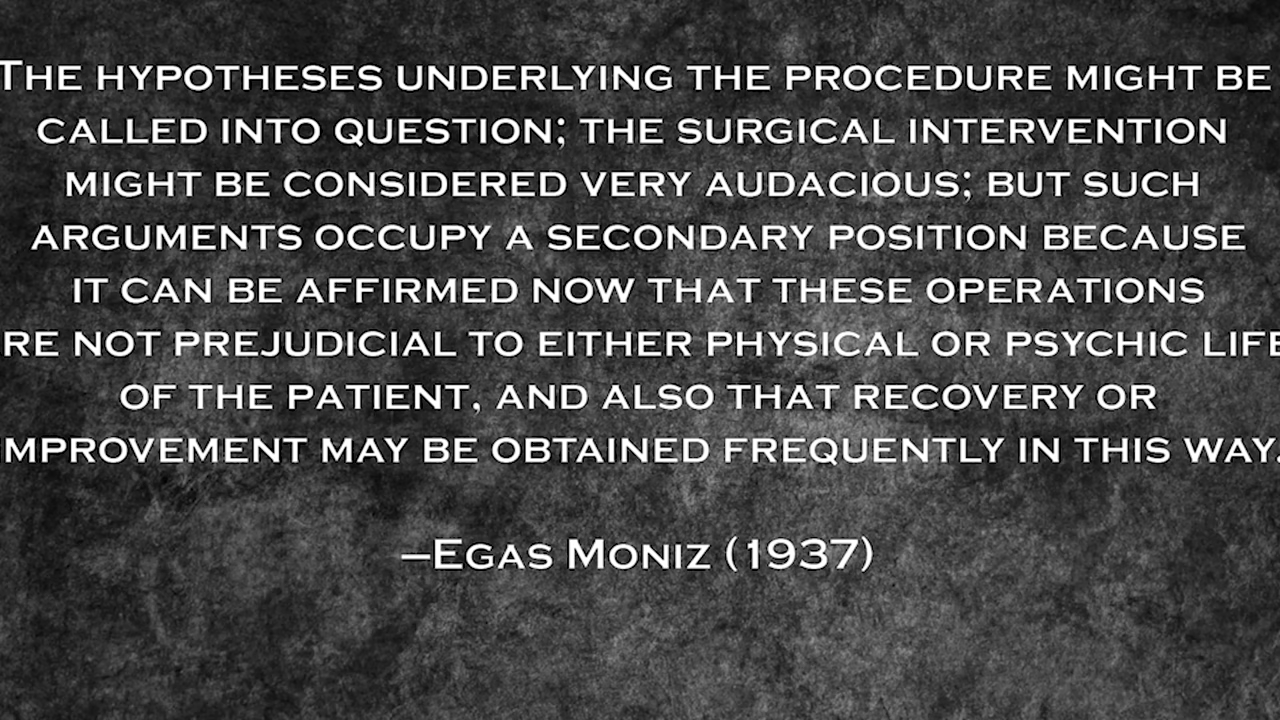 THE HYPOTHESES UNDERLYING THE PROCEDURE MIGHT BE
CALLED INTO QUESTION; THE SURGICAL INTERVENTION
MIGHT BE CONSIDERED VERY AUDACIOUS; BUT SUCH
ARGUMENTS OCCUPY A SECONDARY POSITION BECAUSE
IT CAN BE AFFIRMED NOW THAT THESE OPERATIONS
RE NOT PREJUDICIAL TO EITHER PHYSICAL OR PSYCHIC LIFE
OF THE PATIENT, AND ALSO THAT RECOVERY OR
MPROVEMENT MAY BE OBTAINED FREQUENTLY IN THIS WAY.
–EGAS MONIZ (1937)